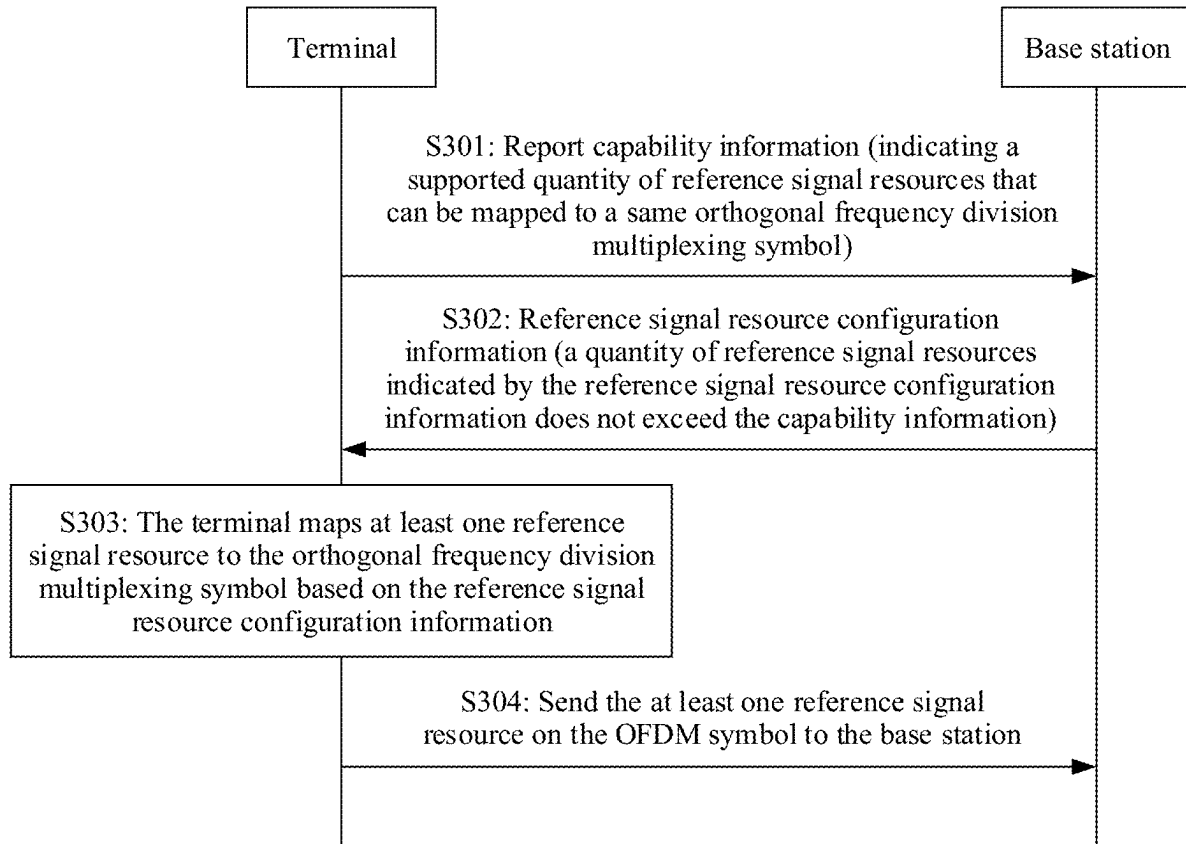 Terminal
Base station
S301: Report capability information (indicating a
supported quantity of reference signal resources that
can be mapped to a same orthogonal frequency division
multiplexing symbol)
S302: Reference signal resource configuration
information (a quantity of reference signal resources
indicated by the reference signal resource configuration
information does not exceed the capability information)
S303: The terminal maps at least one reference
signal resource to the orthogonal frequency division
multiplexing symbol based on the reference signal
resource configuration information
S304: Send the at least one reference signal
resource on the OFDM symbol to the base station